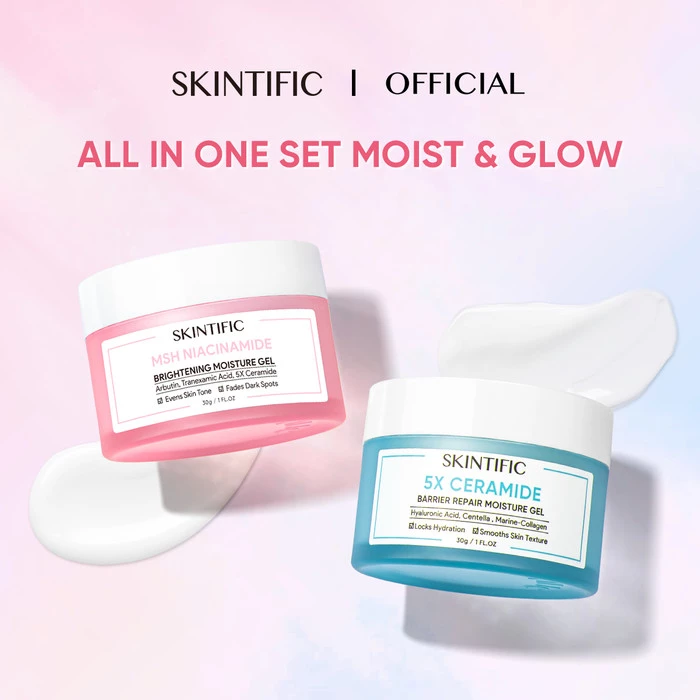 SKINTIFIC | OFFICIAL
ALL IN ONE SET MOIST & GLOW
SKINTIFIC
MSH NIACINAMIDE
BRIGHTENING MOISTURE GEL
Arbutin, Tranexamic Acid, 5X Ceramide
Evens Skin Tone Fades Dark Spots
30g / 1 FL.OZ
SKINTIFIC
5X CERAMIDE
BARRIER REPAIR MOISTURE GEL
Hyaluronic Acid, Centella , Marine-Collagen
Locks Hydration Smooths Skin Texture
30g / 1 FL.OZ